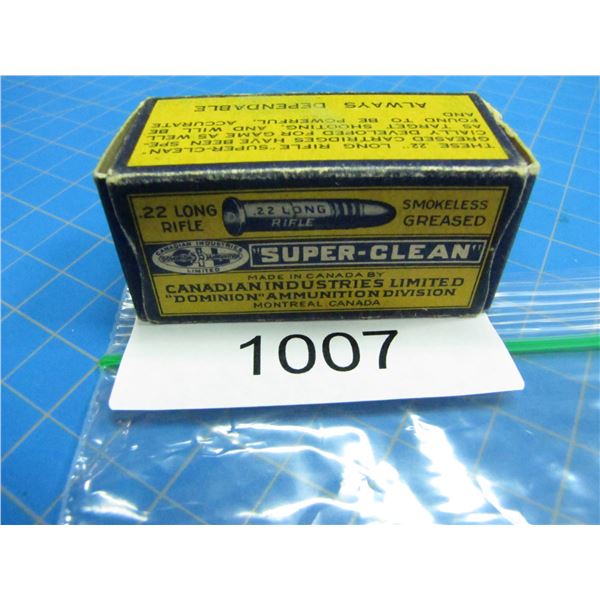 THESE .22" LONG RIFLE "SUPER-CLEAN"
GREASED CARTRIDGES HAVE BEEN SPE-
CIALLY DEVELOPED FOR GAME AS WELL
AS TARGET SHOOTING, AND WILL BE
FOUND TO BE POWERFUL, ACCURATE
AND
ALWAYS DEPENDABLE
.22 LONG
RIFLE
.22 LONG
RIFLE
SMOKELESS
GREASED
CANADIAN INDUSTRIES
LIMITED
"SUPER-CLEAN"
MADE IN CANADA BY
CANADIAN INDUSTRIES LIMITED
"DOMINION" AMMUNITION DIVISION
MONTREAL CANADA
1007